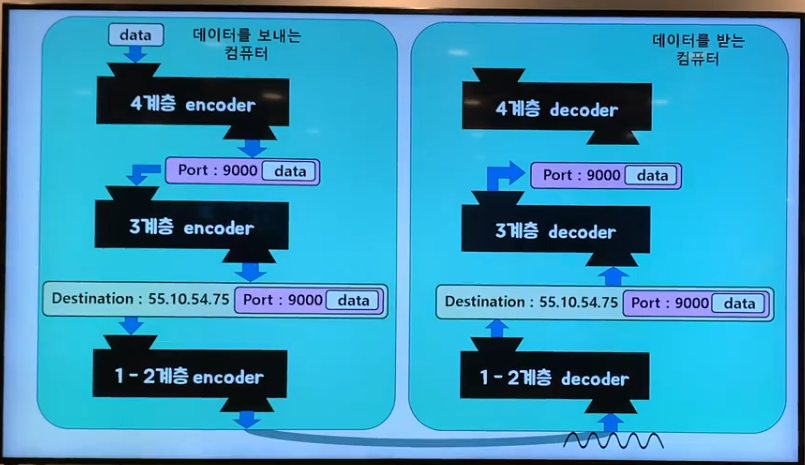 data
데이터를 보내는
컴퓨터
4계층 encoder
Port : 9000 data
3계층 encoder
Destination : 55.10.54.75 Port : 9000 data
1-2계층 encoder
데이터를 받는
컴퓨터
4계층 decoder
Port : 9000 data
3계층 decoder
Destination : 55.10.54.75 Port : 9000 data
1-2계층 decoder